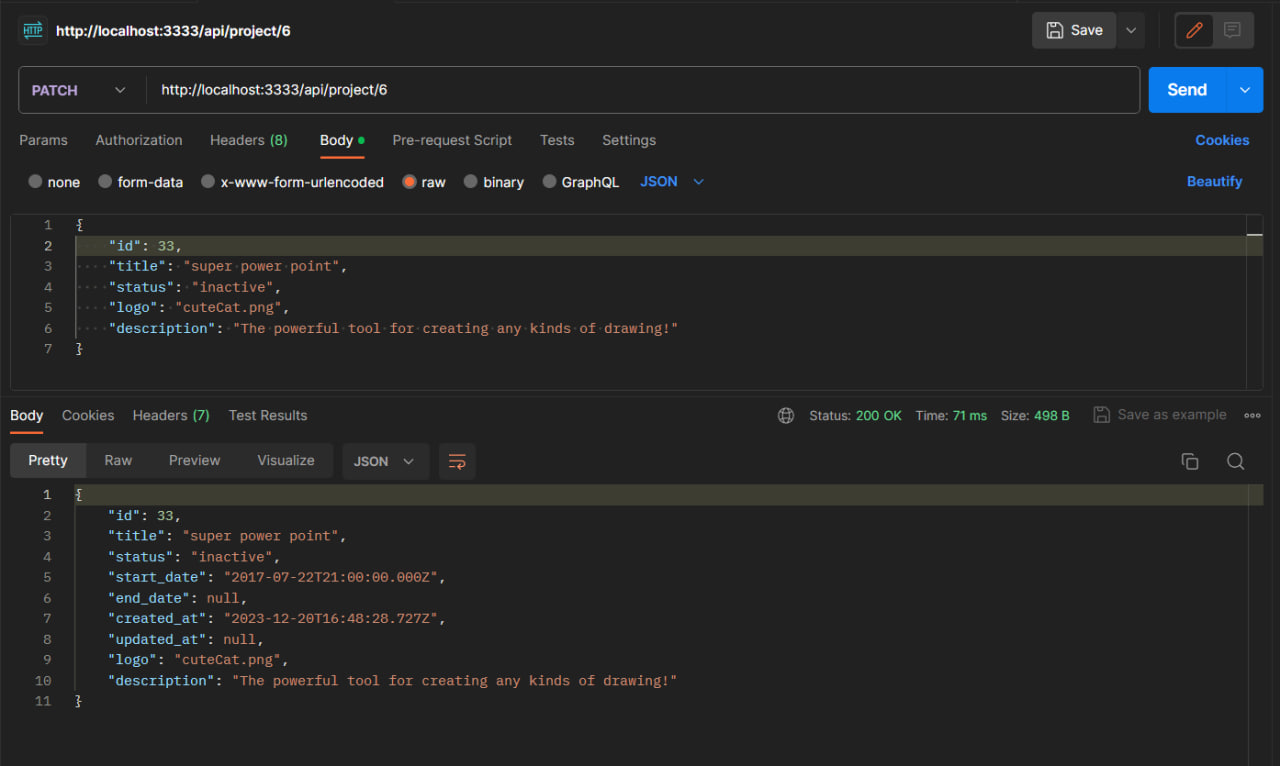 HTTP http://localhost:3333/api/project/6 Save
PATCH http://localhost:3333/api/project/6 Send
Params Authorization Headers (8) Body Pre-request Script Tests Settings Cookies
none form-data x-www-form-urlencoded raw binary GraphQL JSON Beautify
1 {
2 "id": 33,
3 "title": "super power point",
4 "status": "inactive",
5 "logo": "cuteCat.png",
6 "description": "The powerful tool for creating any kinds of drawing!"
7 }
Body Cookies Headers (7) Test Results Status: 200 OK Time: 71 ms Size: 498 B Save as example
Pretty Raw Preview Visualize JSON
1 {
2 "id": 33,
3 "title": "super power point",
4 "status": "inactive",
5 "start_date": "2017-07-22T21:00:00.000Z",
6 "end_date": null,
7 "created_at": "2023-12-20T16:48:28.727Z",
8 "updated_at": null,
9 "logo": "cuteCat.png",
10 "description": "The powerful tool for creating any kinds of drawing!"
11 }